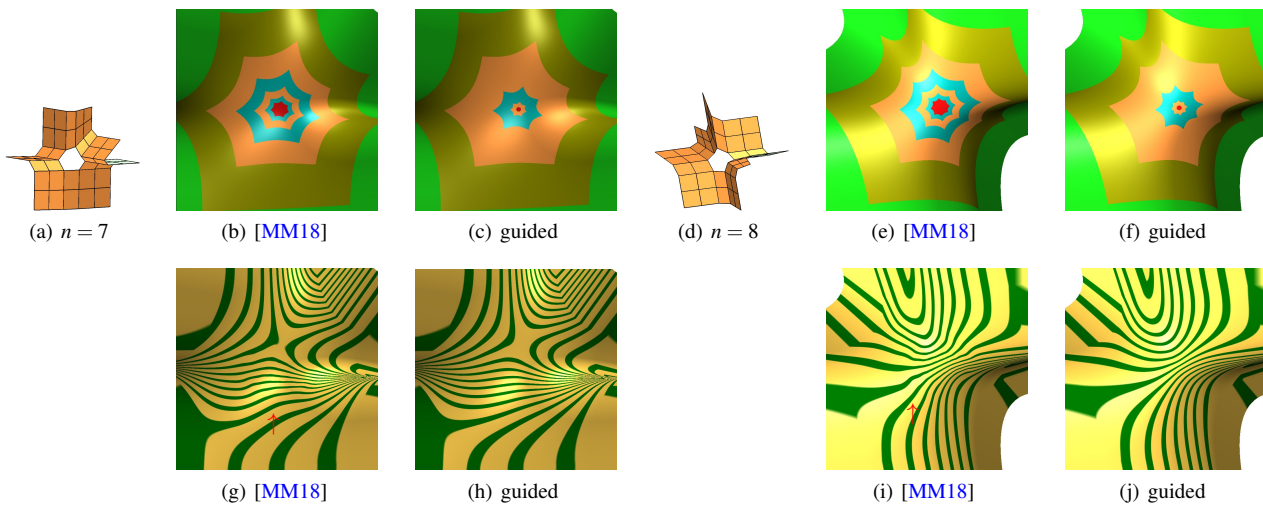 (a) n = 7
(b) [MM18]
(c) guided
(d) n = 8
(e) [MM18]
(f) guided
(g) [MM18]
(h) guided
(i) [MM18]
(j) guided